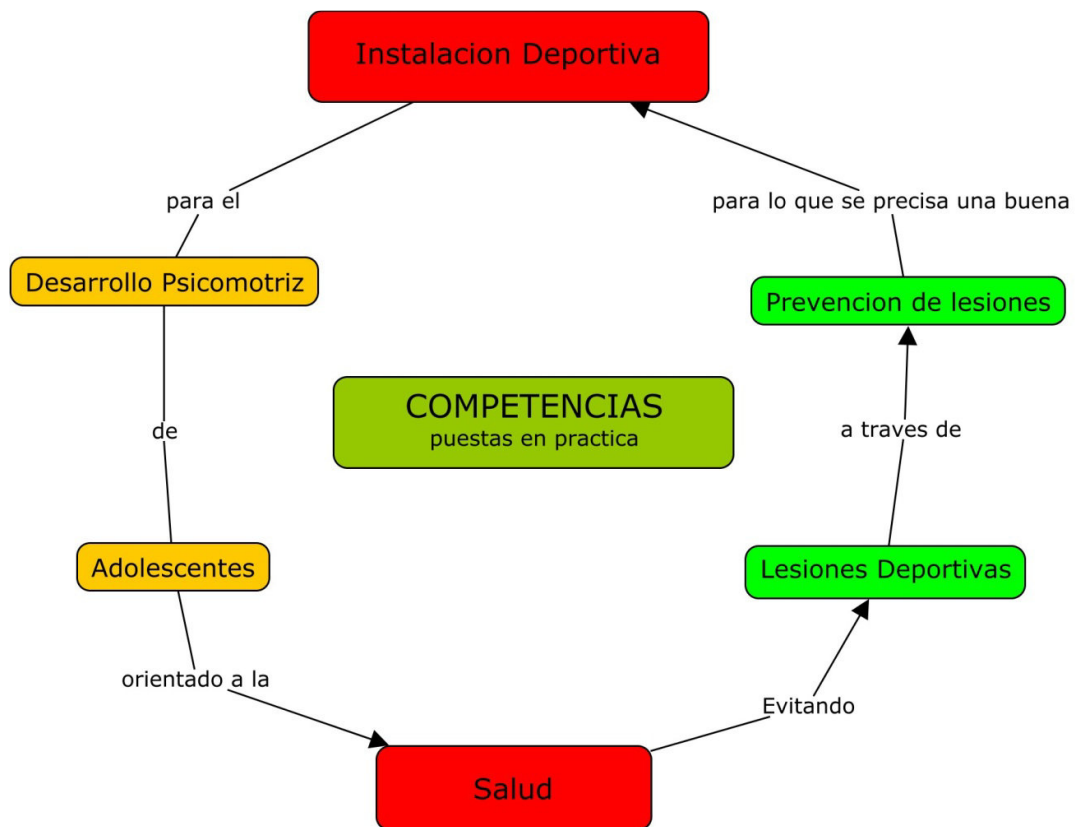 Instalacion Deportiva
para el
para lo que se precisa una buena
Desarrollo Psicomotriz
Prevencion de lesiones
COMPETENCIAS
puestas en practica
de
a traves de
Adolescentes
Lesiones Deportivas
orientado a la
Evitando
Salud